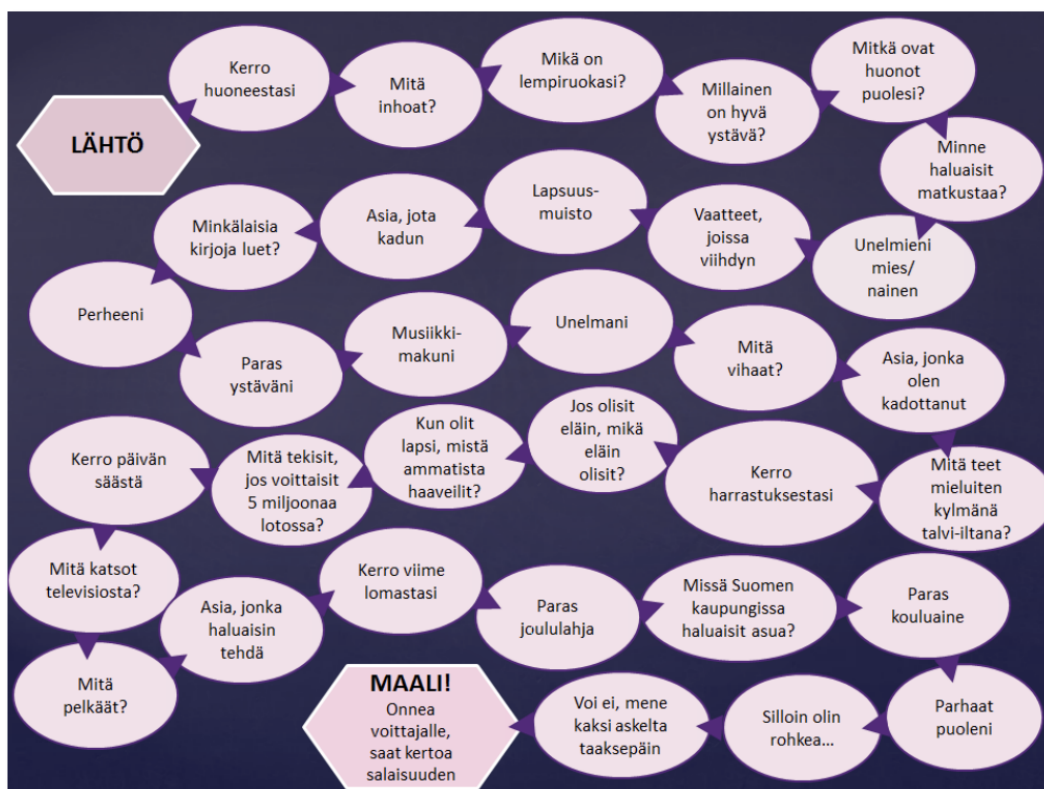 LÄHTÖ
Kerro
huoneestasi
Mitä
inhoat?
Mikä on
lempiruokasi?
Millainen
on hyvä
ystävä?
Mitkä ovat
huonot
puolesi?
Minne
haluaisit
matkustaa?
Unelmieni
mies/
nainen
Vaatteet,
joissa
viihdyn
Lapsuus-
muisto
Asia, jota
kadun
Minkälaisia
kirjoja luet?
Perheeni
Paras
ystäväni
Musiikki-
makuni
Unelmani
Mitä
vihaat?
Asia, jonka
olen
kadottanut
Mitä teet
mieluiten
kylmänä
talvi-iltana?
Kerro
harrastuksestasi
Jos olisit
eläin, mikä
eläin
olisit?
Kun olit
lapsi, mistä
ammatista
haaveilit?
Mitä tekisit,
jos voittaisit
5 miljoonaa
lotossa?
Kerro päivän
säästä
Mitä katsot
televisiosta?
Mitä
pelkäät?
Asia, jonka
haluaisin
tehdä
Kerro viime
lomastasi
Paras
joululahja
Missä Suomen
kaupungissa
haluaisit asua?
Paras
kouluaine
Parhaat
puoleni
Silloin olin
rohkea...
Voi ei, mene
kaksi askelta
taaksepäin
MAALI!
Onnea
voittajalle,
saat kertoa
salaisuuden